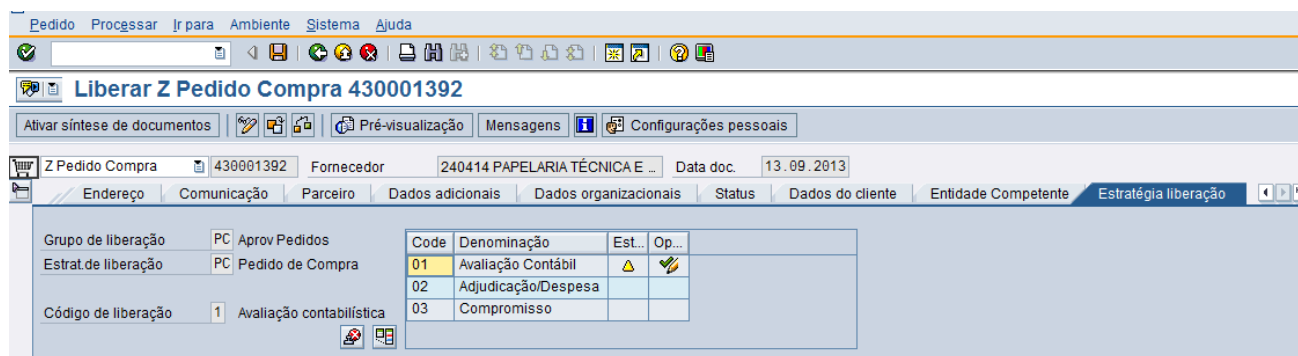 Pedido Processar Ir para Ambiente Sistema Ajuda
Liberar Z Pedido Compra 430001392
Ativar síntese de documentos Pré-visualização Mensagens Configurações pessoais
Z Pedido Compra 430001392 Fornecedor 240414 PAPELARIA TÉCNICA E ... Data doc. 13.09.2013
Endereço Comunicação Parceiro Dados adicionais Dados organizacionais Status Dados do cliente Entidade Competente Estratégia liberação
Grupo de liberação PC Aprov Pedidos Code Denominação Est... Op...
Estrat.de liberação PC Pedido de Compra 01 Avaliação Contábil
02 Adjudicação/Despesa
Código de liberação 1 Avaliação contabilística 03 Compromisso